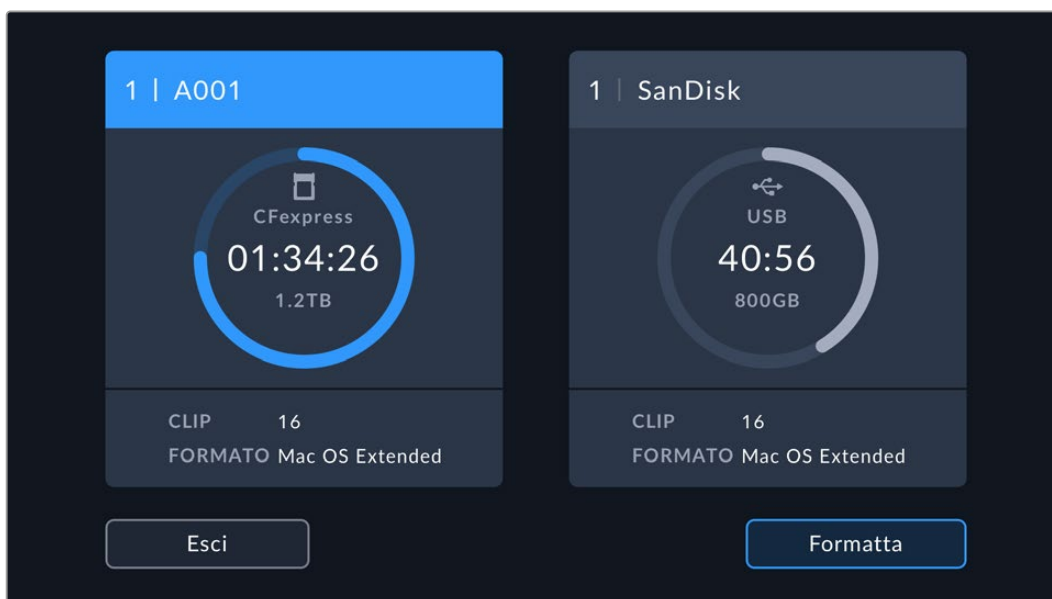 1 | A001
CFexpress
01:34:26
1.2TB
CLIP 16
FORMATO Mac OS Extended
1 | SanDisk
USB
40:56
800GB
CLIP 16
FORMATO Mac OS Extended
Esci
Formatta